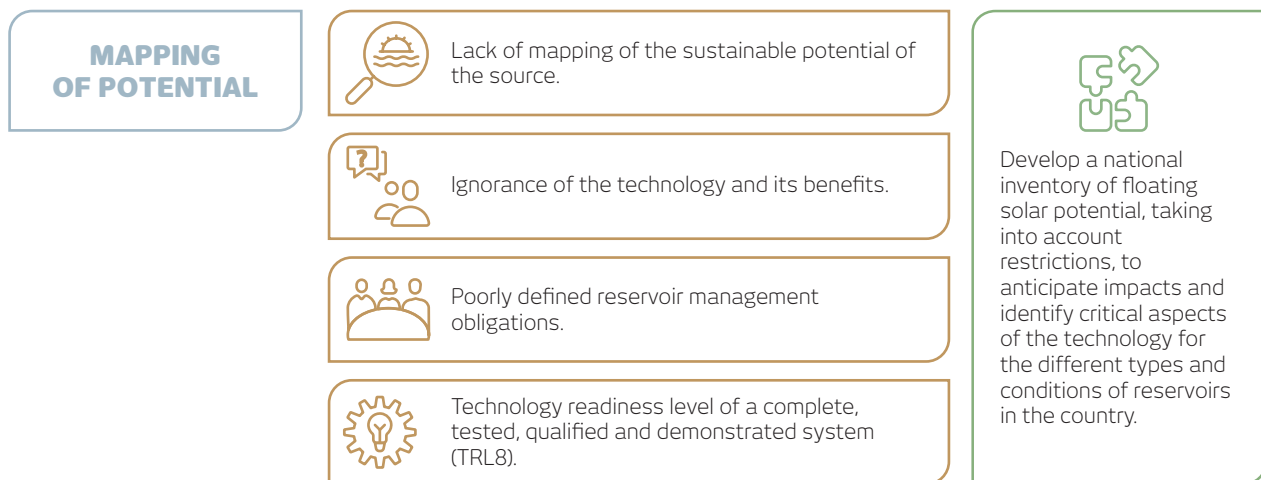 MAPPING
OF POTENTIAL
Lack of mapping of the sustainable potential of
the source.
?
Ignorance of the technology and its benefits.
Poorly defined reservoir management
obligations.
Technology readiness level of a complete,
tested, qualified and demonstrated system
(TRL8).
Develop a national
inventory of floating
solar potential, taking
into account
restrictions, to
anticipate impacts and
identify critical aspects
of the technology for
the different types and
conditions of reservoirs
in the country.